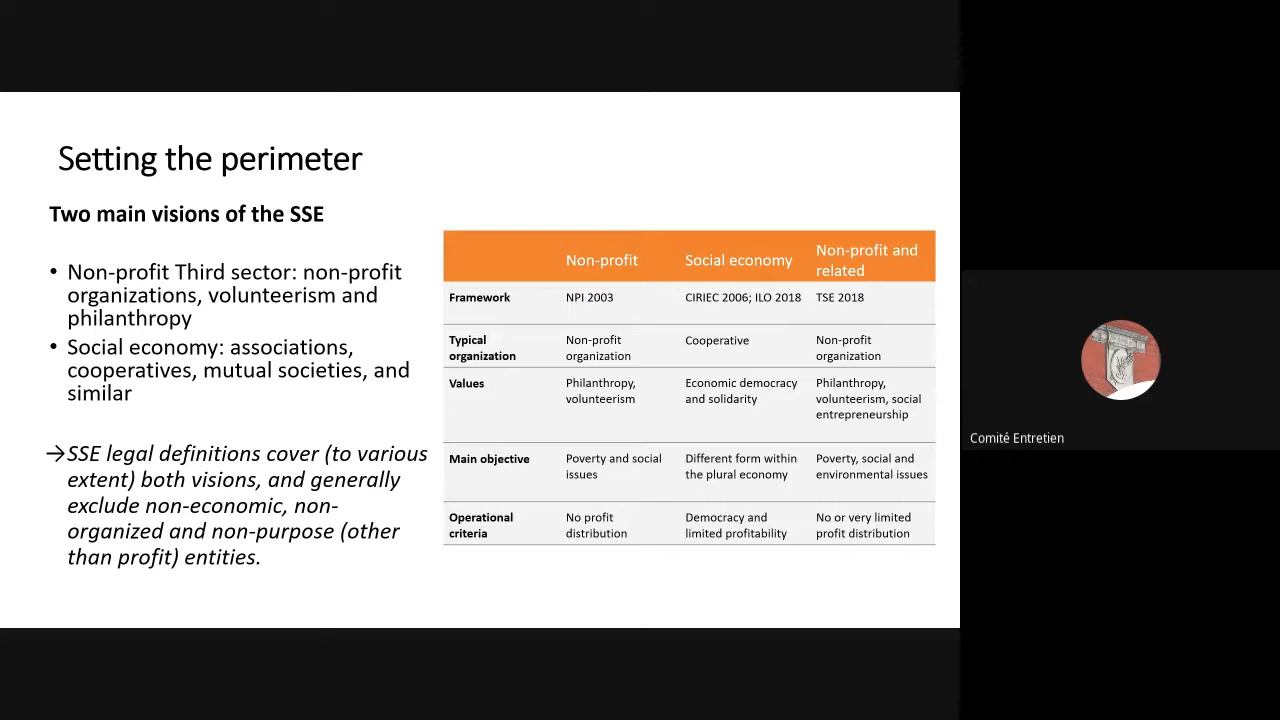 Setting the perimeter
Two main visions of the SSE
• Non-profit Third sector: non-profit
organizations, volunteerism and
philanthropy
• Social economy: associations,
cooperatives, mutual societies, and
similar
→SSE legal definitions cover (to various
extent) both visions, and generally
exclude non-economic, non-
organized and non-purpose (other
than profit) entities.
Non-profit Social economy Non-profit and
related
Framework NPI 2003 CIRIEC 2006; ILO 2018 TSE 2018
Typical Non-profit Cooperative Non-profit
organization organization organization
Values Philanthropy, Economic democracy Philanthropy,
volunteerism and solidarity volunteerism, social
entrepreneurship
Main objective Poverty and social Different form within Poverty, social and
issues the plural economy environmental issues
Operational No profit Democracy and No or very limited
criteria distribution limited profitability profit distribution
Comité Entretien